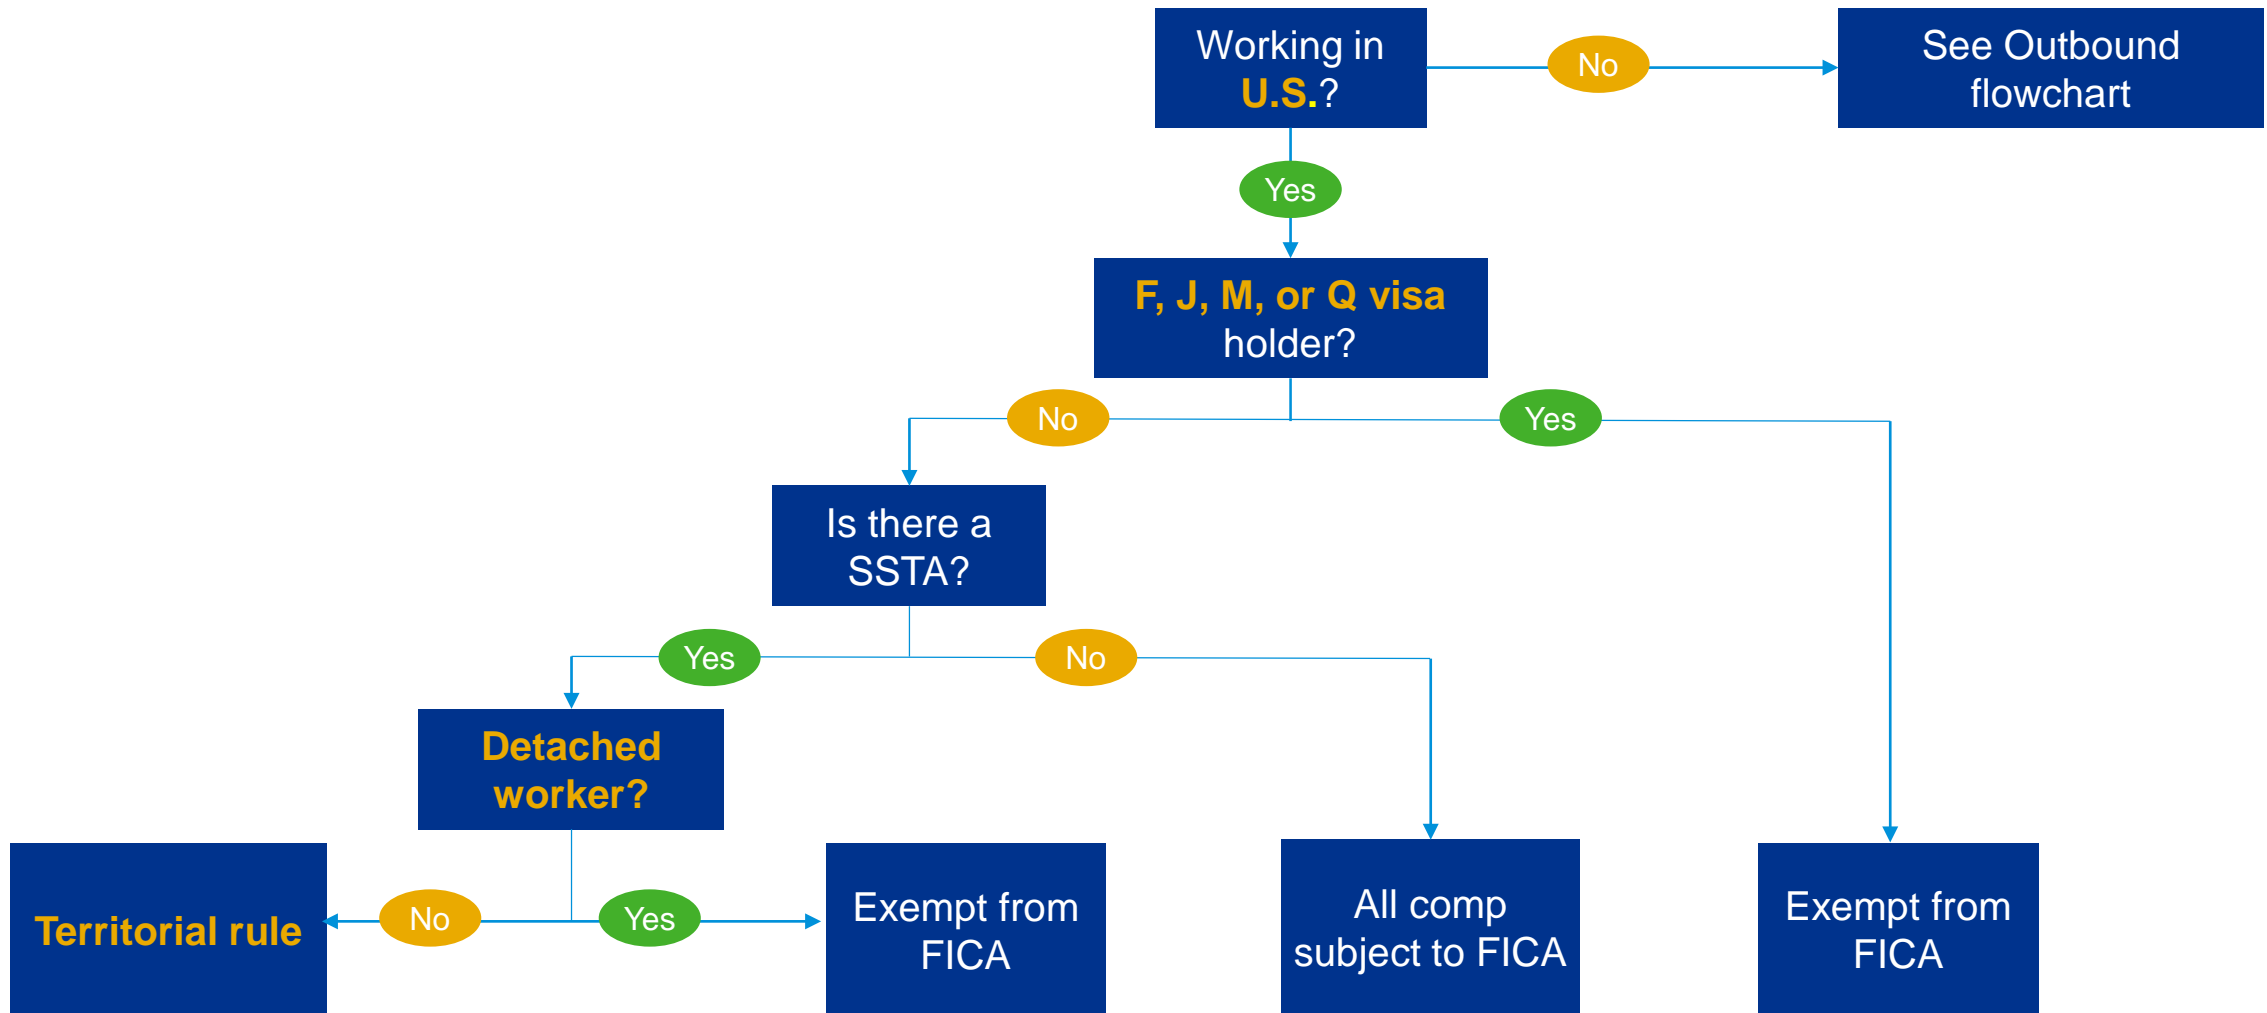 Working in
U.S.?
No
See Outbound
flowchart
Yes
F, J, M, or Q visa
holder?
No
Yes
Is there a
SSTA?
Yes
No
Detached
worker?
Territorial rule
No
Yes
Exempt from
FICA
All comp
subject to FICA
Exempt from
FICA